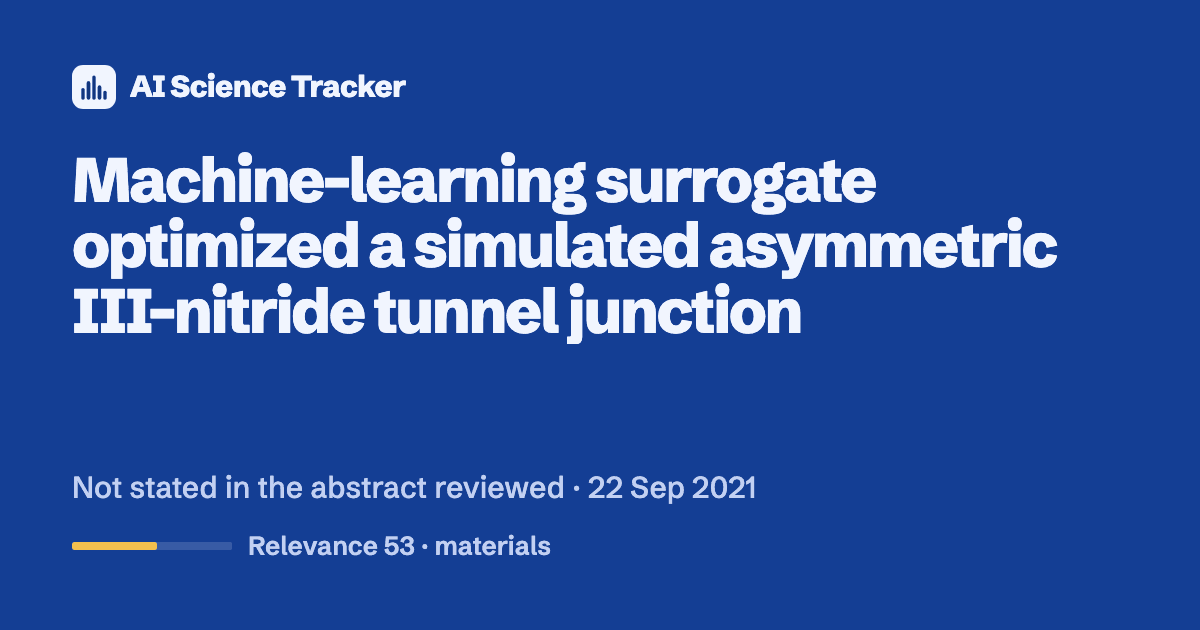 AI Science Tracker
Machine-learning surrogate
optimized a simulated asymmetric
III-nitride tunnel junction
Not stated in the abstract reviewed · 22 Sep 2021
Relevance 53 · materials